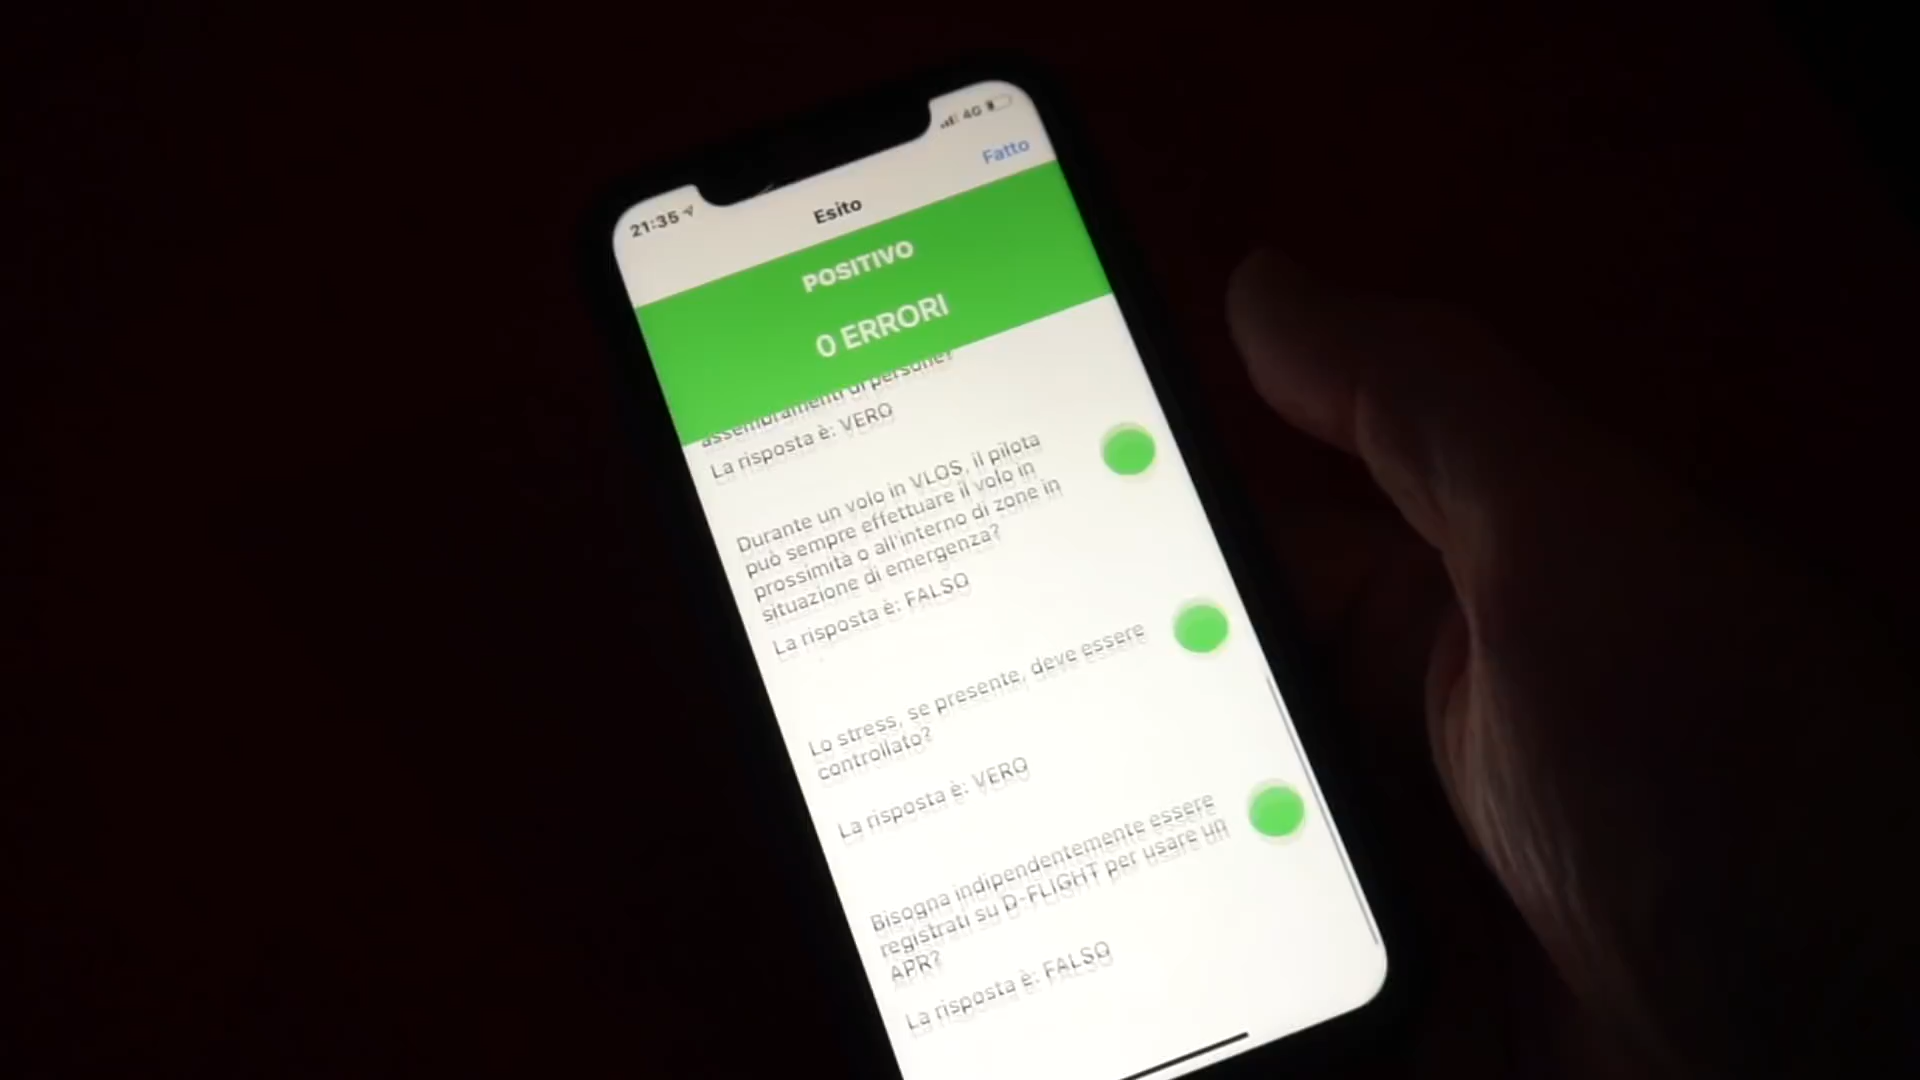 21:35
4G
Fatto
Esito
POSITIVO
0 ERRORI
assembramenti di persone?
La risposta è: VERO
Durante un volo in VLOS, il pilota
può sempre effettuare il volo in
prossimità o all'interno di zone in
situazione di emergenza?
La risposta è: FALSO
Lo stress, se presente, deve essere
controllato?
La risposta è: VERO
Bisogna indipendentemente essere
registrati su D-FLIGHT per usare un
APR?
La risposta è: FALSO